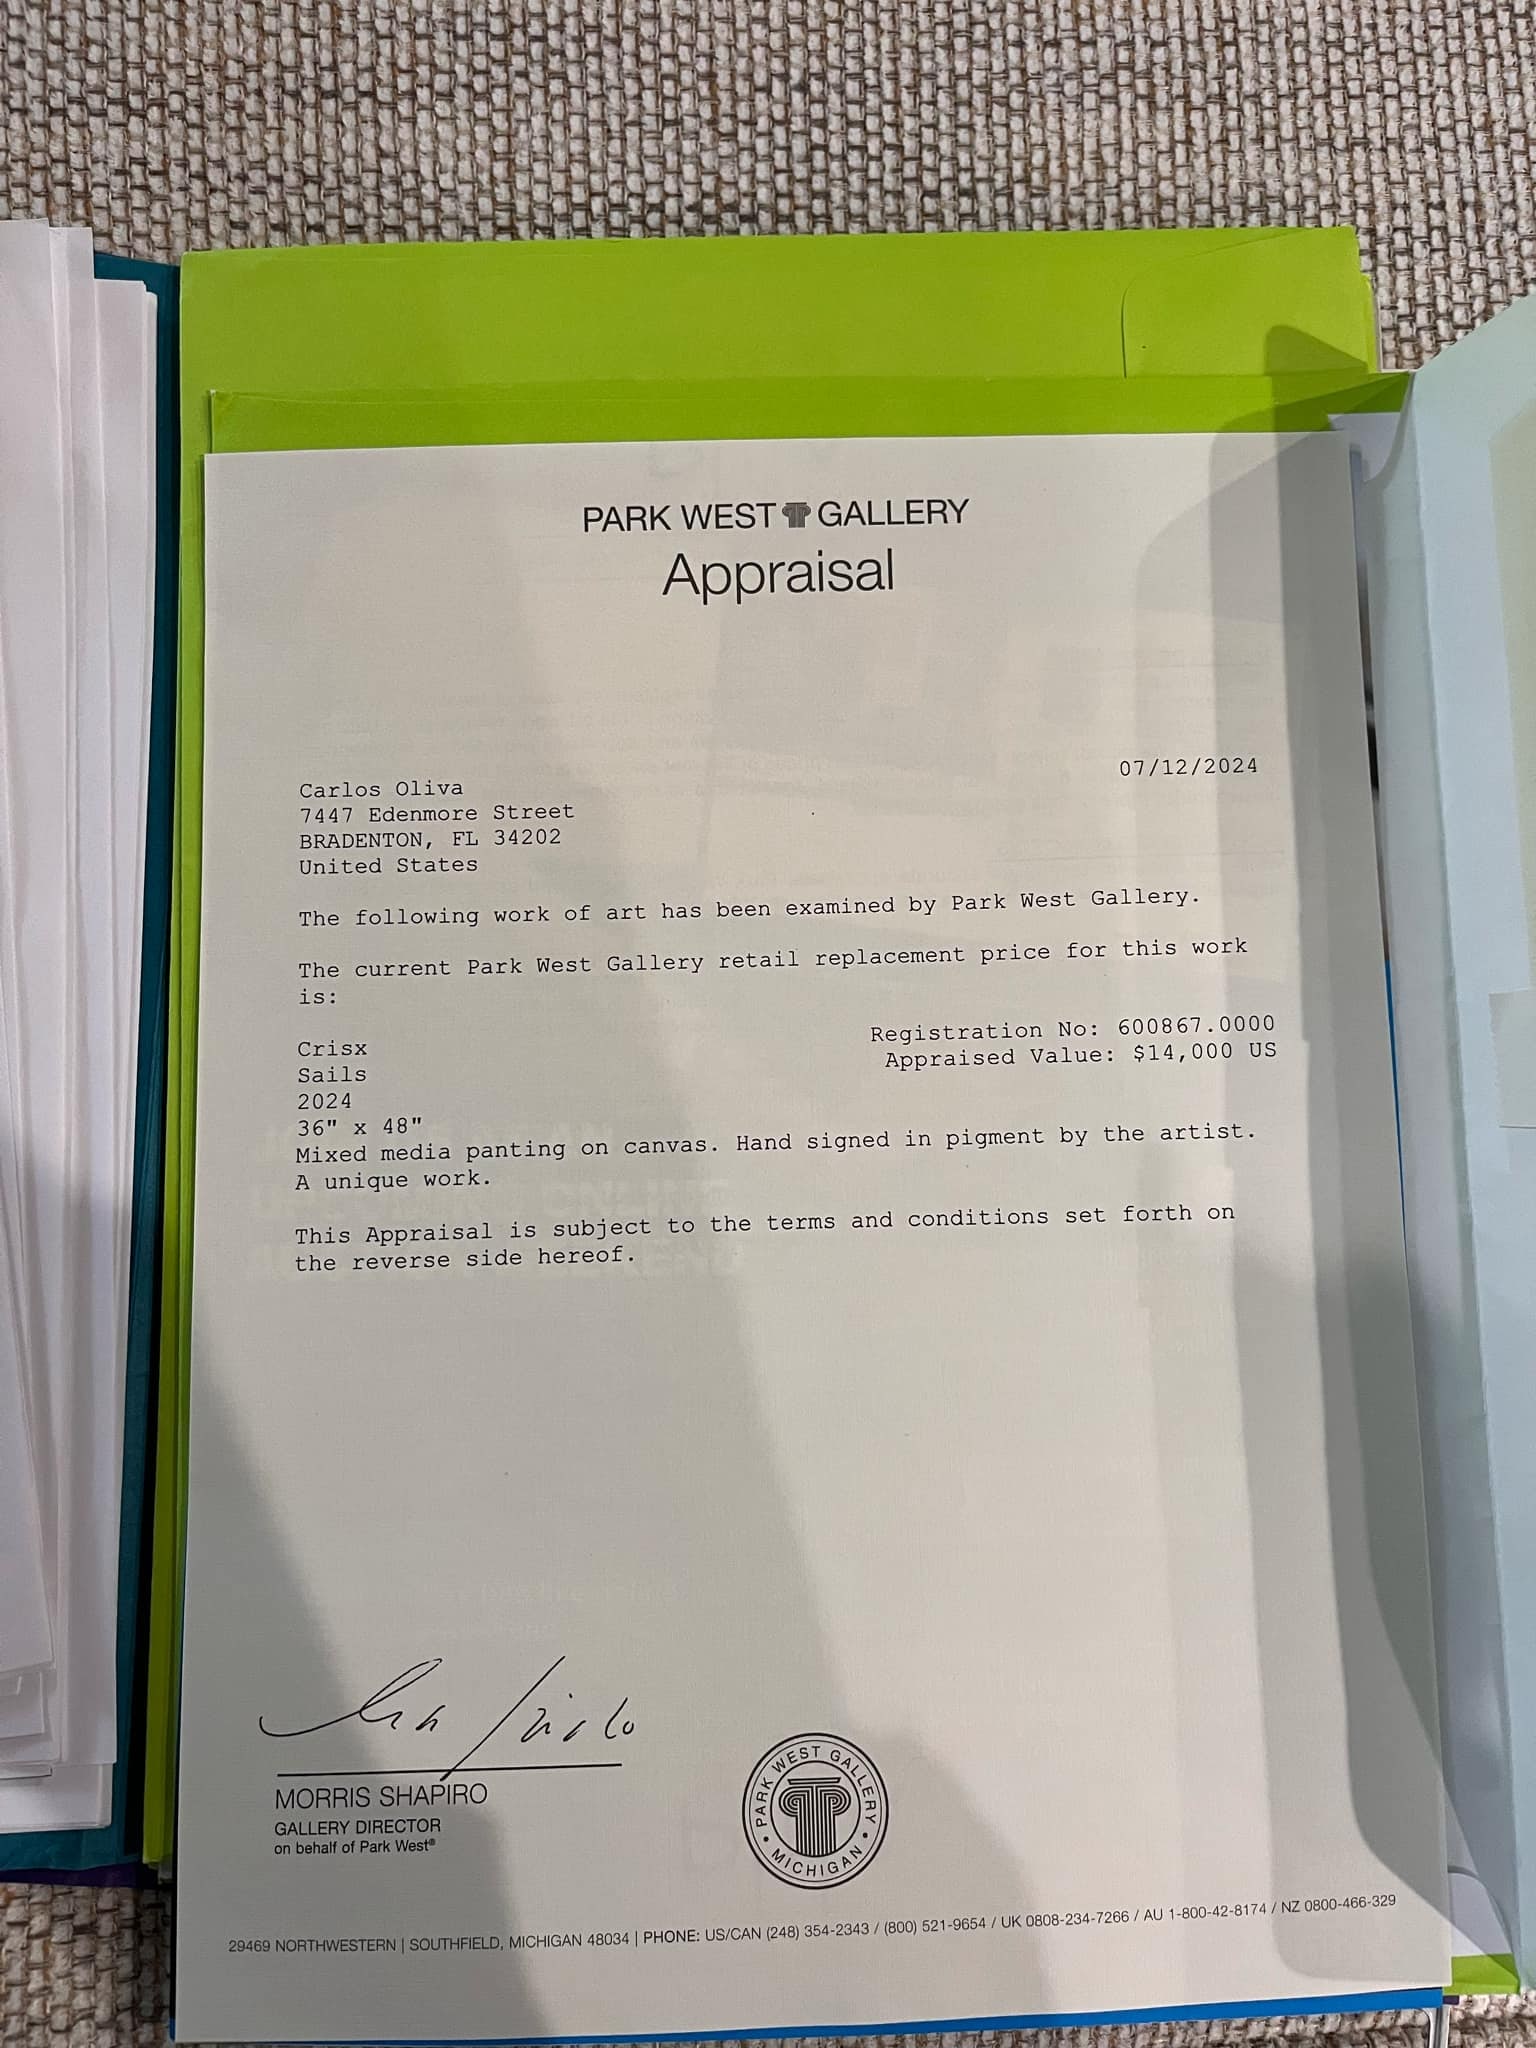 PARK WEST GALLERY
Appraisal
07/12/2024
Carlos Oliva
7447 Edenmore Street
BRADENTON, FL 34202
United States
The following work of art has been examined by Park West Gallery.
The current Park West Gallery retail replacement price for this work
is:
Registration No: 600867.0000
Appraised Value: $14,000 US
Crisx
Sails
2024
36" x 48"
Mixed media panting on canvas. Hand signed in pigment by the artist.
A unique work.
This Appraisal is subject to the terms and conditions set forth on
the reverse side hereof.
MORRIS SHAPIRO
GALLERY DIRECTOR
on behalf of Park West®
PARK WEST GALLERY
• MICHIGAN •
29469 NORTHWESTERN | SOUTHFIELD, MICHIGAN 48034 | PHONE: US/CAN (248) 354-2343 / (800) 521-9654 / UK 0808-234-7266 / AU 1-800-42-8174 / NZ 0800-466-329